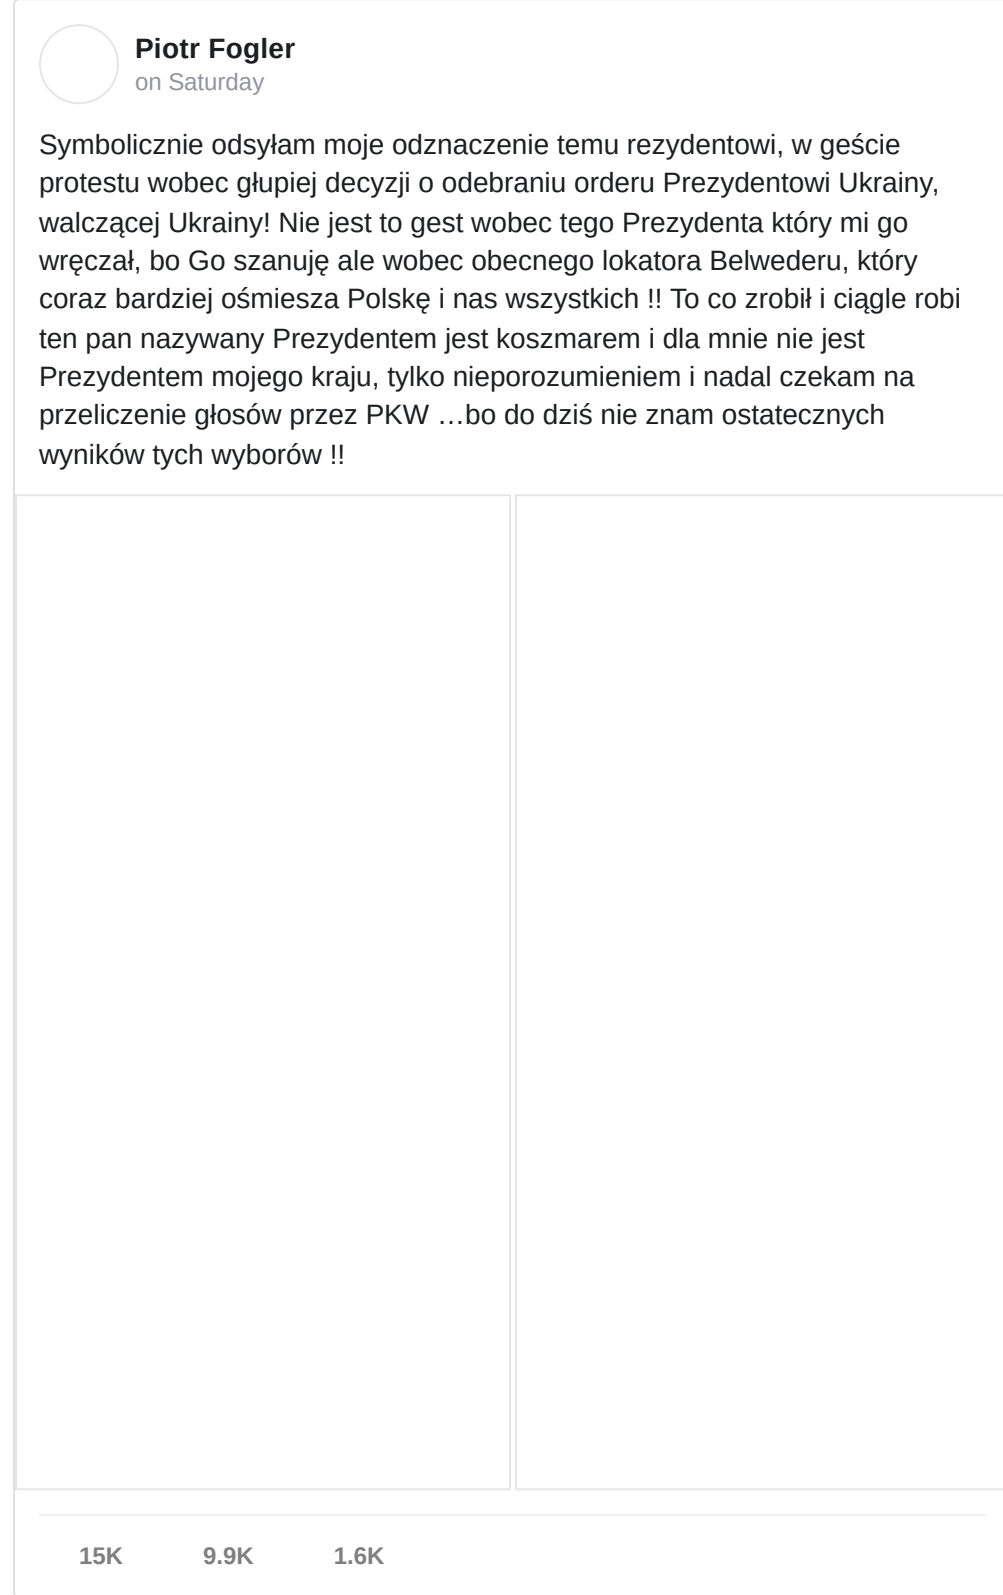 Piotr Fogler
on Saturday
Symbolicznie odsyłam moje odznaczenie temu rezydentowi, w geście
protestu wobec głupiej decyzji o odebraniu orderu Prezydentowi Ukrainy,
walczącej Ukrainy! Nie jest to gest wobec tego Prezydenta który mi go
wręczał, bo Go szanuję ale wobec obecnego lokatora Belwederu, który
coraz bardziej ośmiesza Polskę i nas wszystkich !! To co zrobił i ciągle robi
ten pan nazywany Prezydentem jest koszmarem i dla mnie nie jest
Prezydentem mojego kraju, tylko nieporozumieniem i nadal czekam na
przeliczenie głosów przez PKW …bo do dziś nie znam ostatecznych
wyników tych wyborów !!
15K 9.9K 1.6K